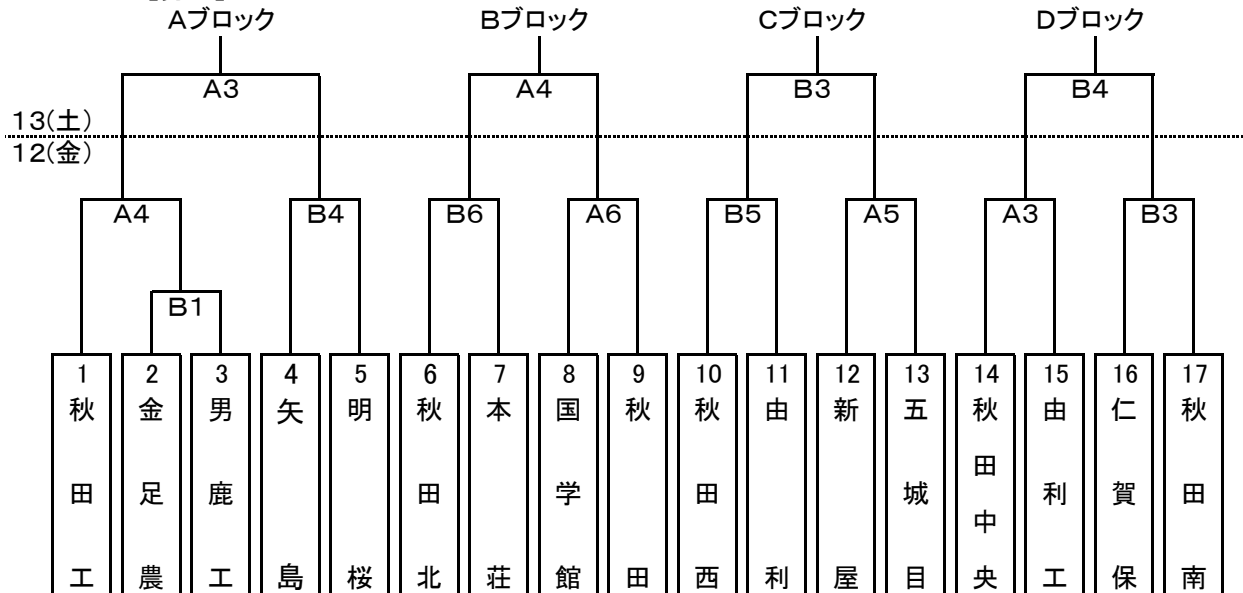 Aブロック Bブロック Cブロック Dブロック
A3 A4 B3 B4
13(土)
12(金)
A4 B4 B6 A6 B5 A5 A3 B3
B1
1 2 3 4 5 6 7 8 9 10 11 12 13 14 15 16 17
秋田工
金足農
男鹿工
矢島
明桜
秋田北
本荘
国学館
秋田
秋田西
由利
新屋
五城目
秋田中央
由利工
仁賀保
秋田南